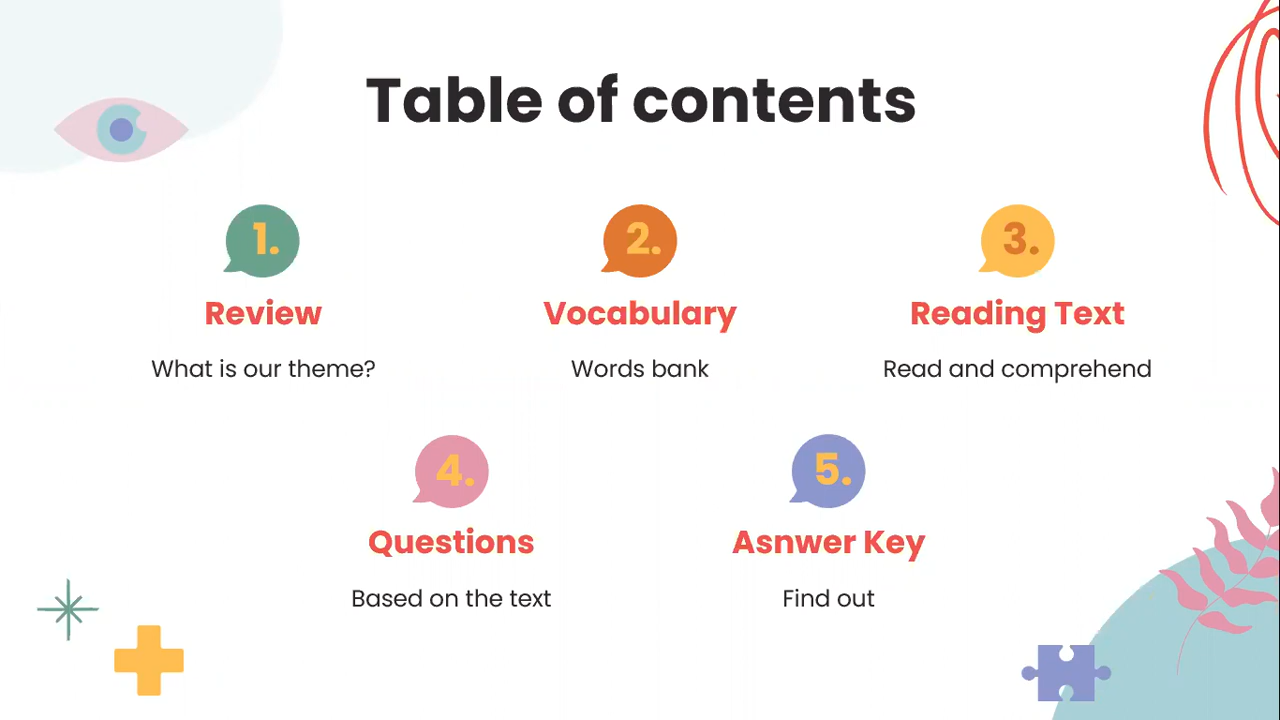 Table of contents
1.
Review
What is our theme?
2.
Vocabulary
Words bank
3.
Reading Text
Read and comprehend
4.
Questions
Based on the text
5.
Asnwer Key
Find out